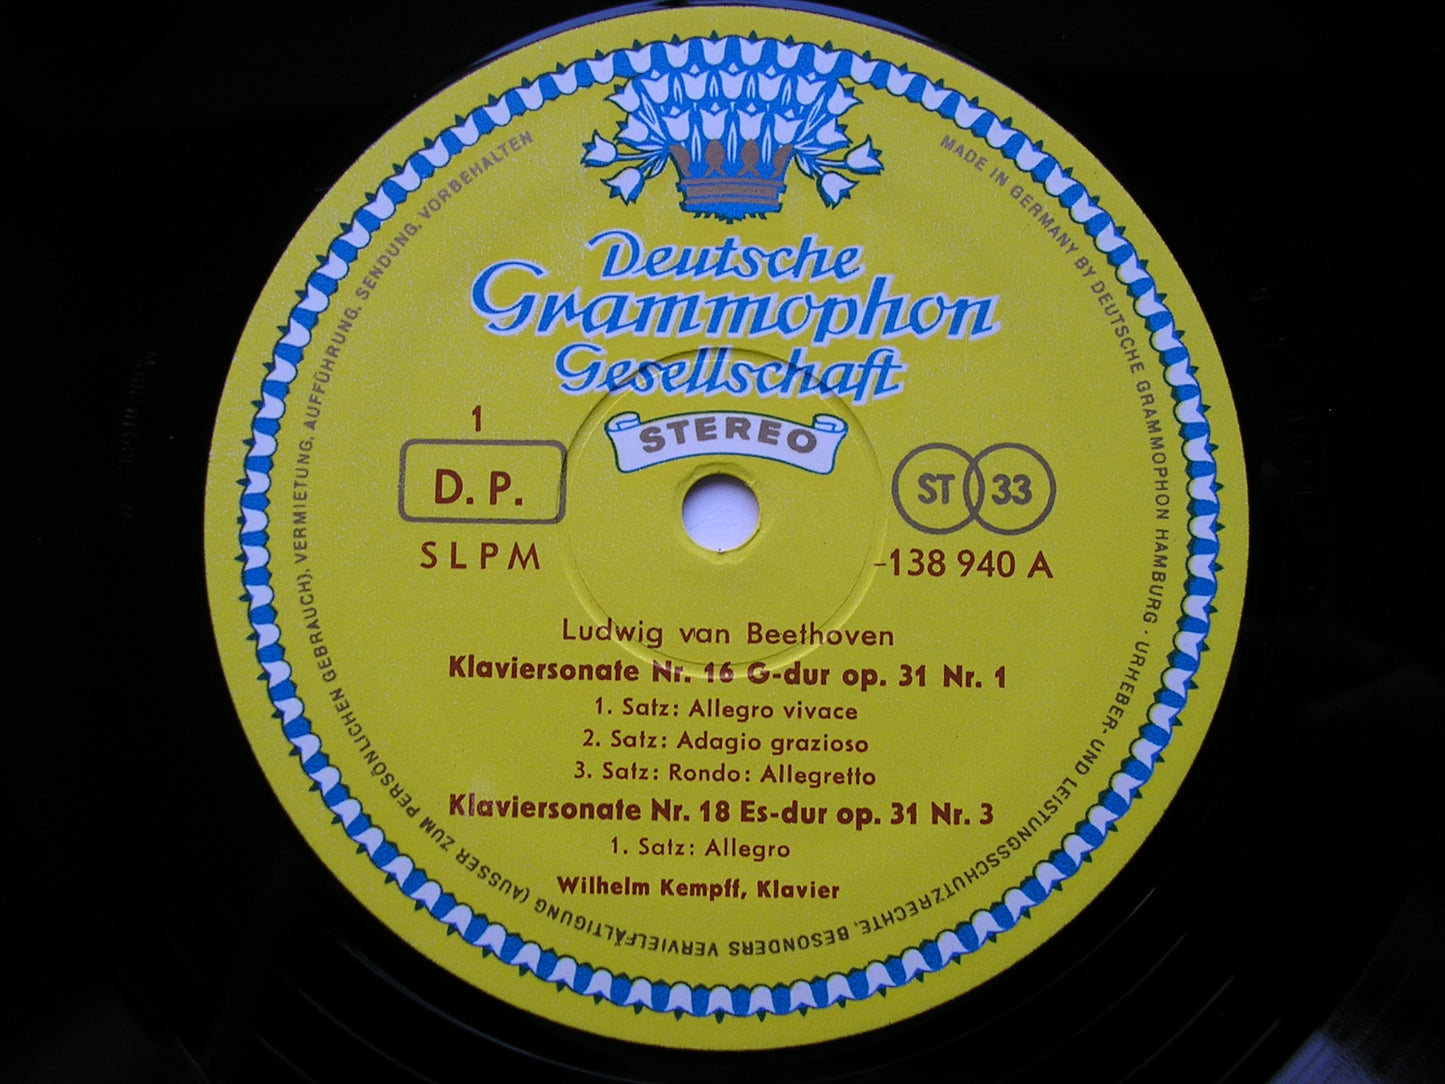 Deutsche
Grammophon
Gesellschaft
STEREO
1
D. P.
SLPM
ST 33
-138 940 A
Ludwig van Beethoven
Klaviersonate Nr. 16 G-dur op. 31 Nr. 1
1. Satz: Allegro vivace
2. Satz: Adagio grazioso
3. Satz: Rondo: Allegretto
Klaviersonate Nr. 18 Es-dur op. 31 Nr. 3
1. Satz: Allegro
Wilhelm Kempff, Klavier
MADE IN GERMANY BY DEUTSCHE GRAMMOPHON HAMBURG · URHEBER- UND LEISTUNGSSCHUTZRECHTE, BESONDERS VERVIELFÄLTIGUNG (AUSSER ZUM PERSÖNLICHEN GEBRAUCH), VERMIETUNG, AUFFÜHRUNG, SENDUNG, VORBEHALTEN